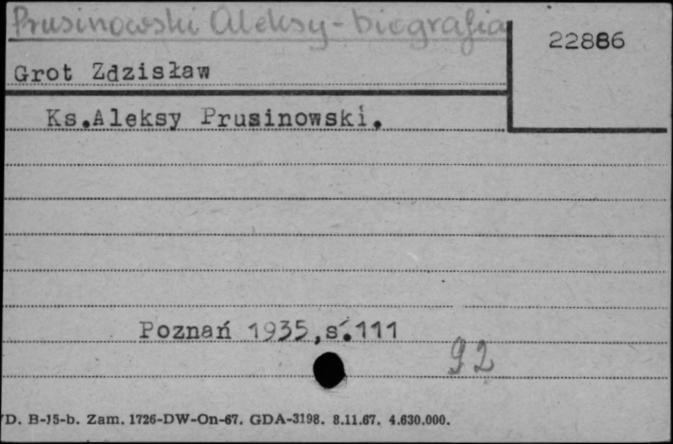 Prusinowski Aleksy - biografia
22886
Grot Zdzisław
Ks.Aleksy Prusinowski.
Poznań 1935,s.111
92
D. B-15-b. Zam. 1726-DW-On-67. GDA-3198. 8.11.67. 4.630.000.